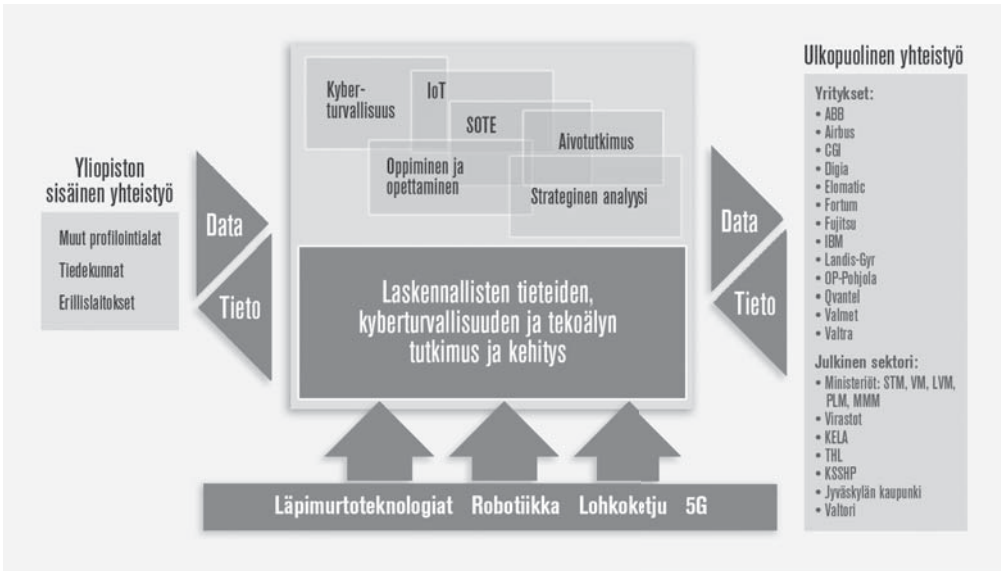 Yliopiston
sisäinen yhteistyö
Muut profilointialat
Tiedekunnat
Erillislaitokset
Data
Tieto
Kyber-
turvallisuus
IoT
SOTE
Aivotutkimus
Oppiminen ja
opettaminen
Strateginen analyysi
Laskennallisten tieteiden,
kyberturvallisuuden ja tekoälyn
tutkimus ja kehitys
Läpimurtoteknologiat Robotiikka Lohkoketju 5G
Data
Tieto
Ulkopuolinen yhteistyö
Yritykset:
• ABB
• Airbus
• CGI
• Digia
• Elomatic
• Fortum
• Fujitsu
• IBM
• Landis-Gyr
• OP-Pohjola
• Qvantel
• Valmet
• Valtra
Julkinen sektori:
• Ministeriöt: STM, VM, LVM,
PLM, MMM
• Virastot
• KELA
• THL
• KSSHP
• Jyväskylän kaupunki
• Valtori